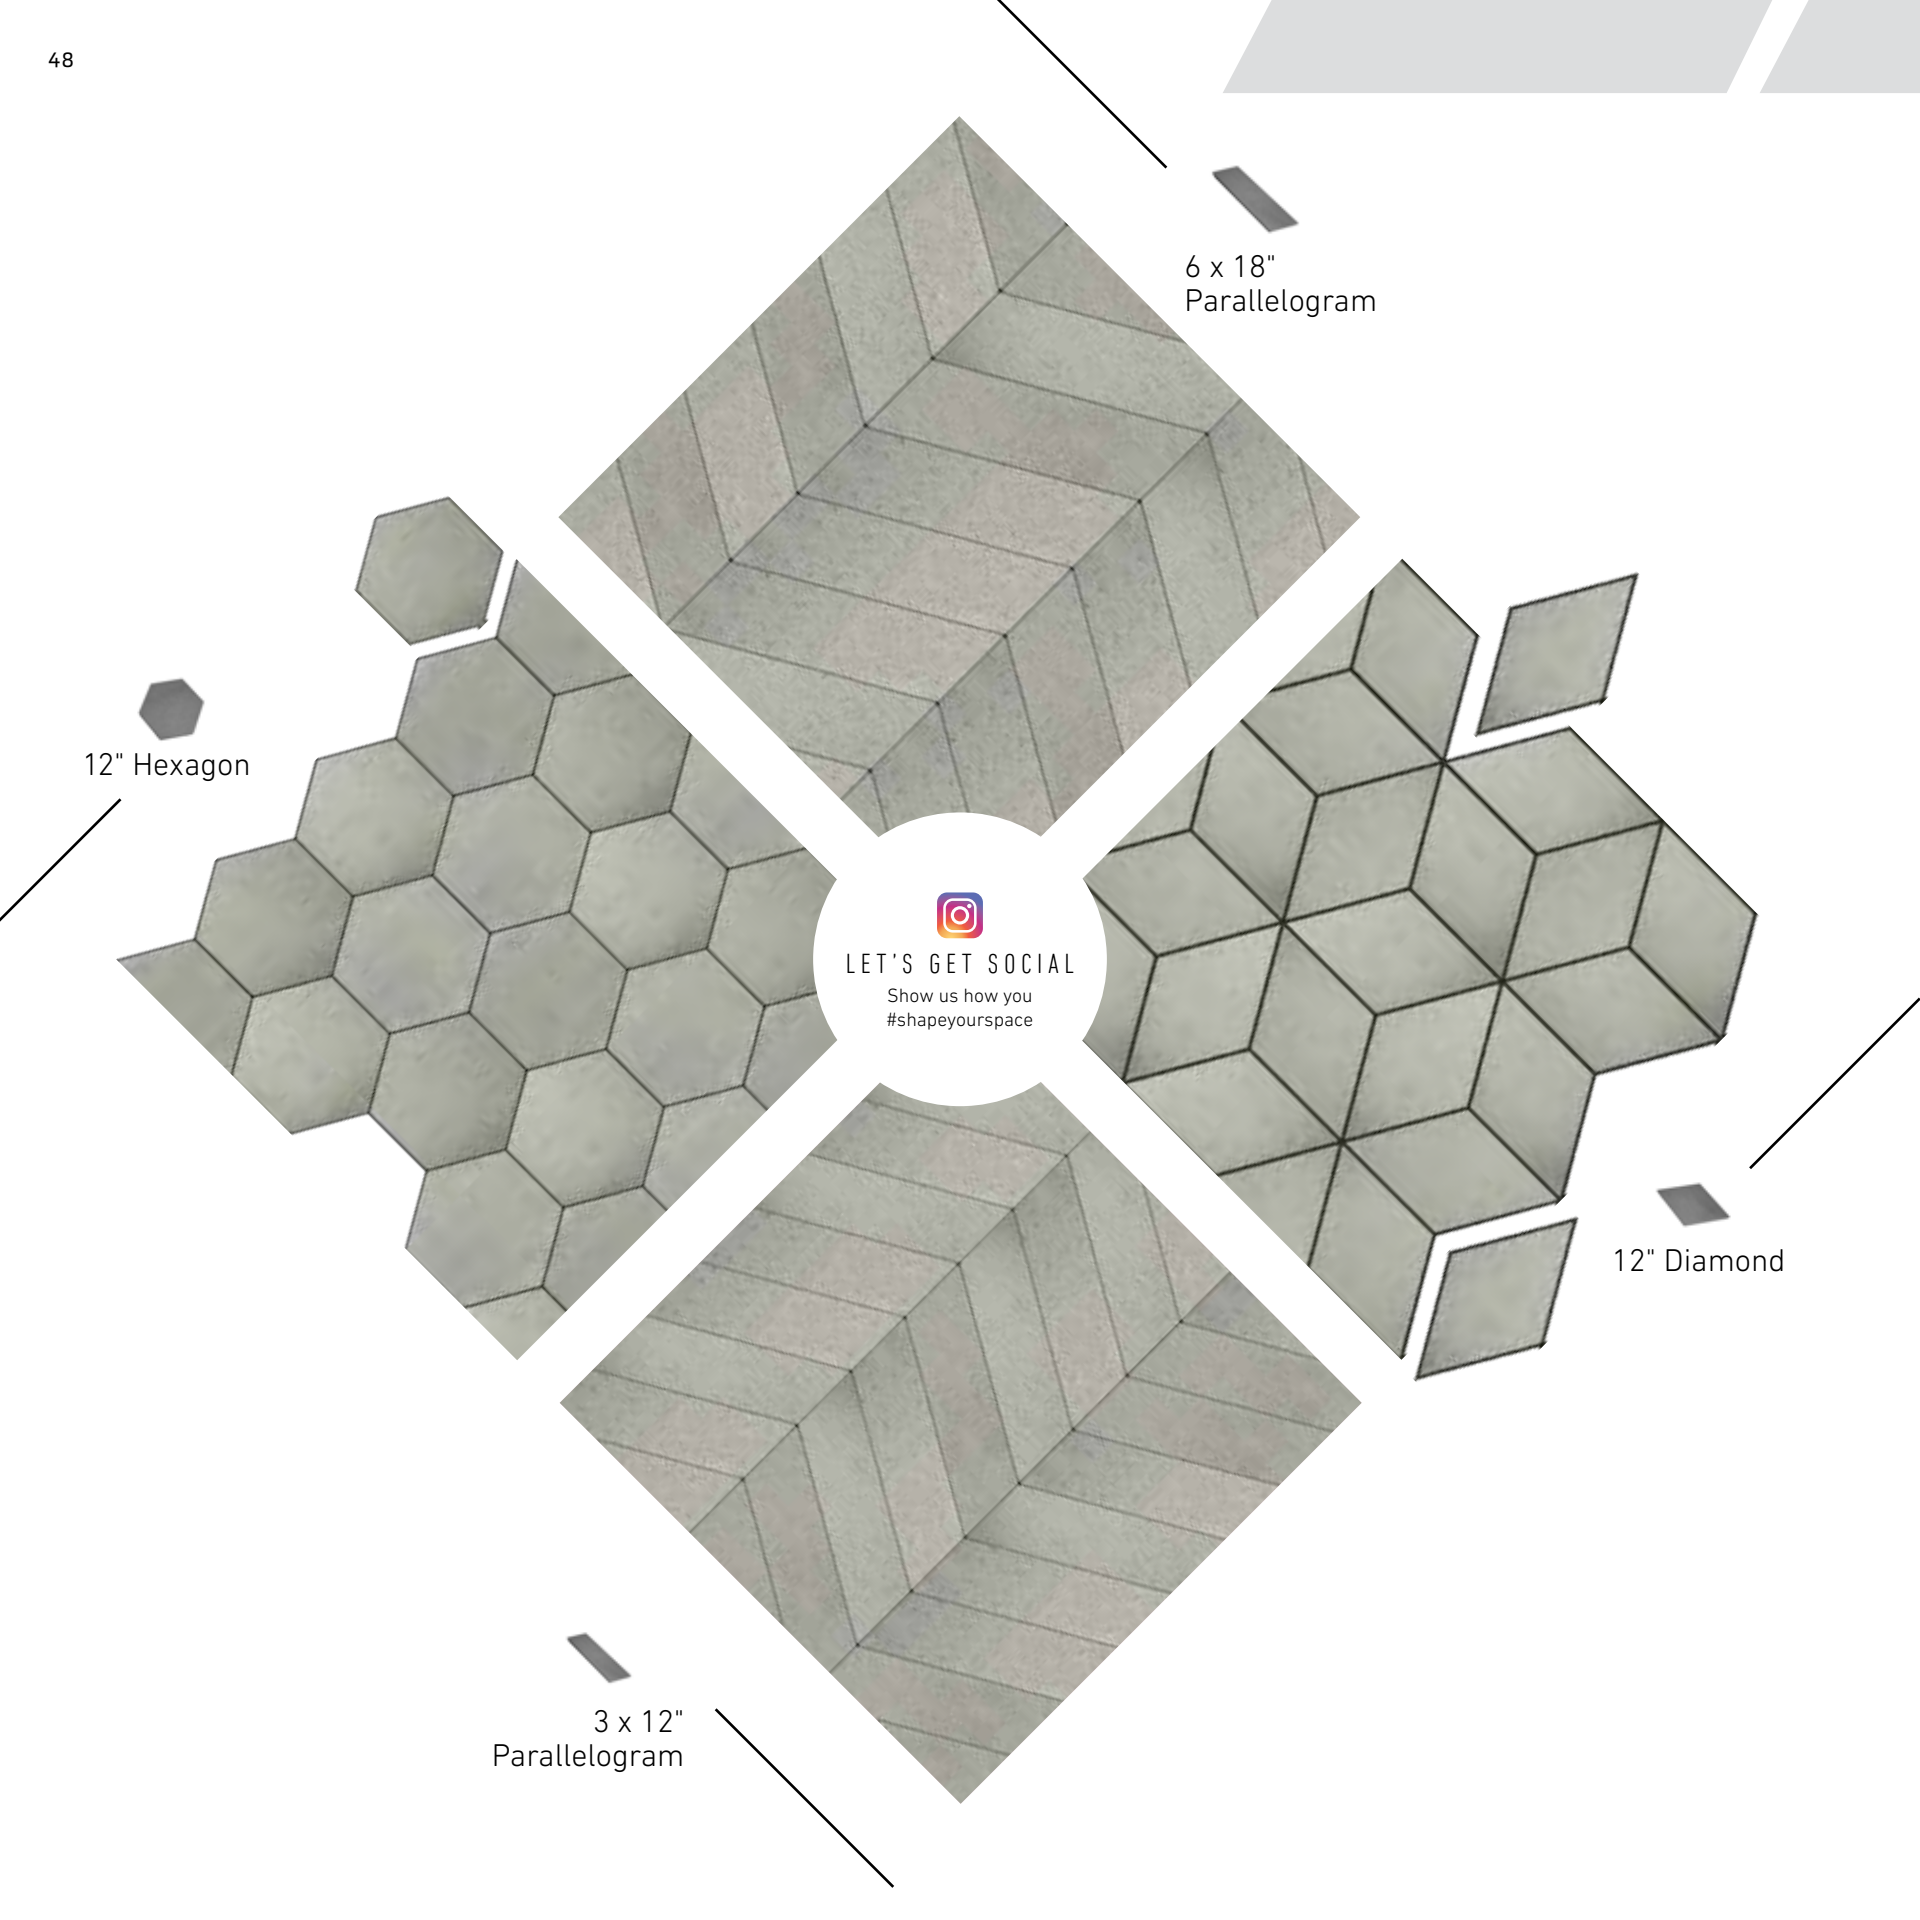 48
6 x 18"
Parallelogram
12" Hexagon
LET'S GET SOCIAL
Show us how you
#shapeyourspace
12" Diamond
3 x 12"
Parallelogram